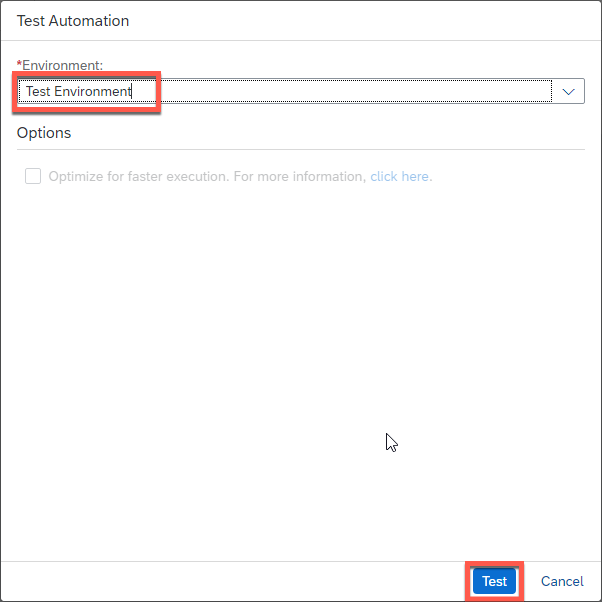 Test Automation
*Environment:
Test Environment
Options
Optimize for faster execution. For more information, click here.
Test Cancel